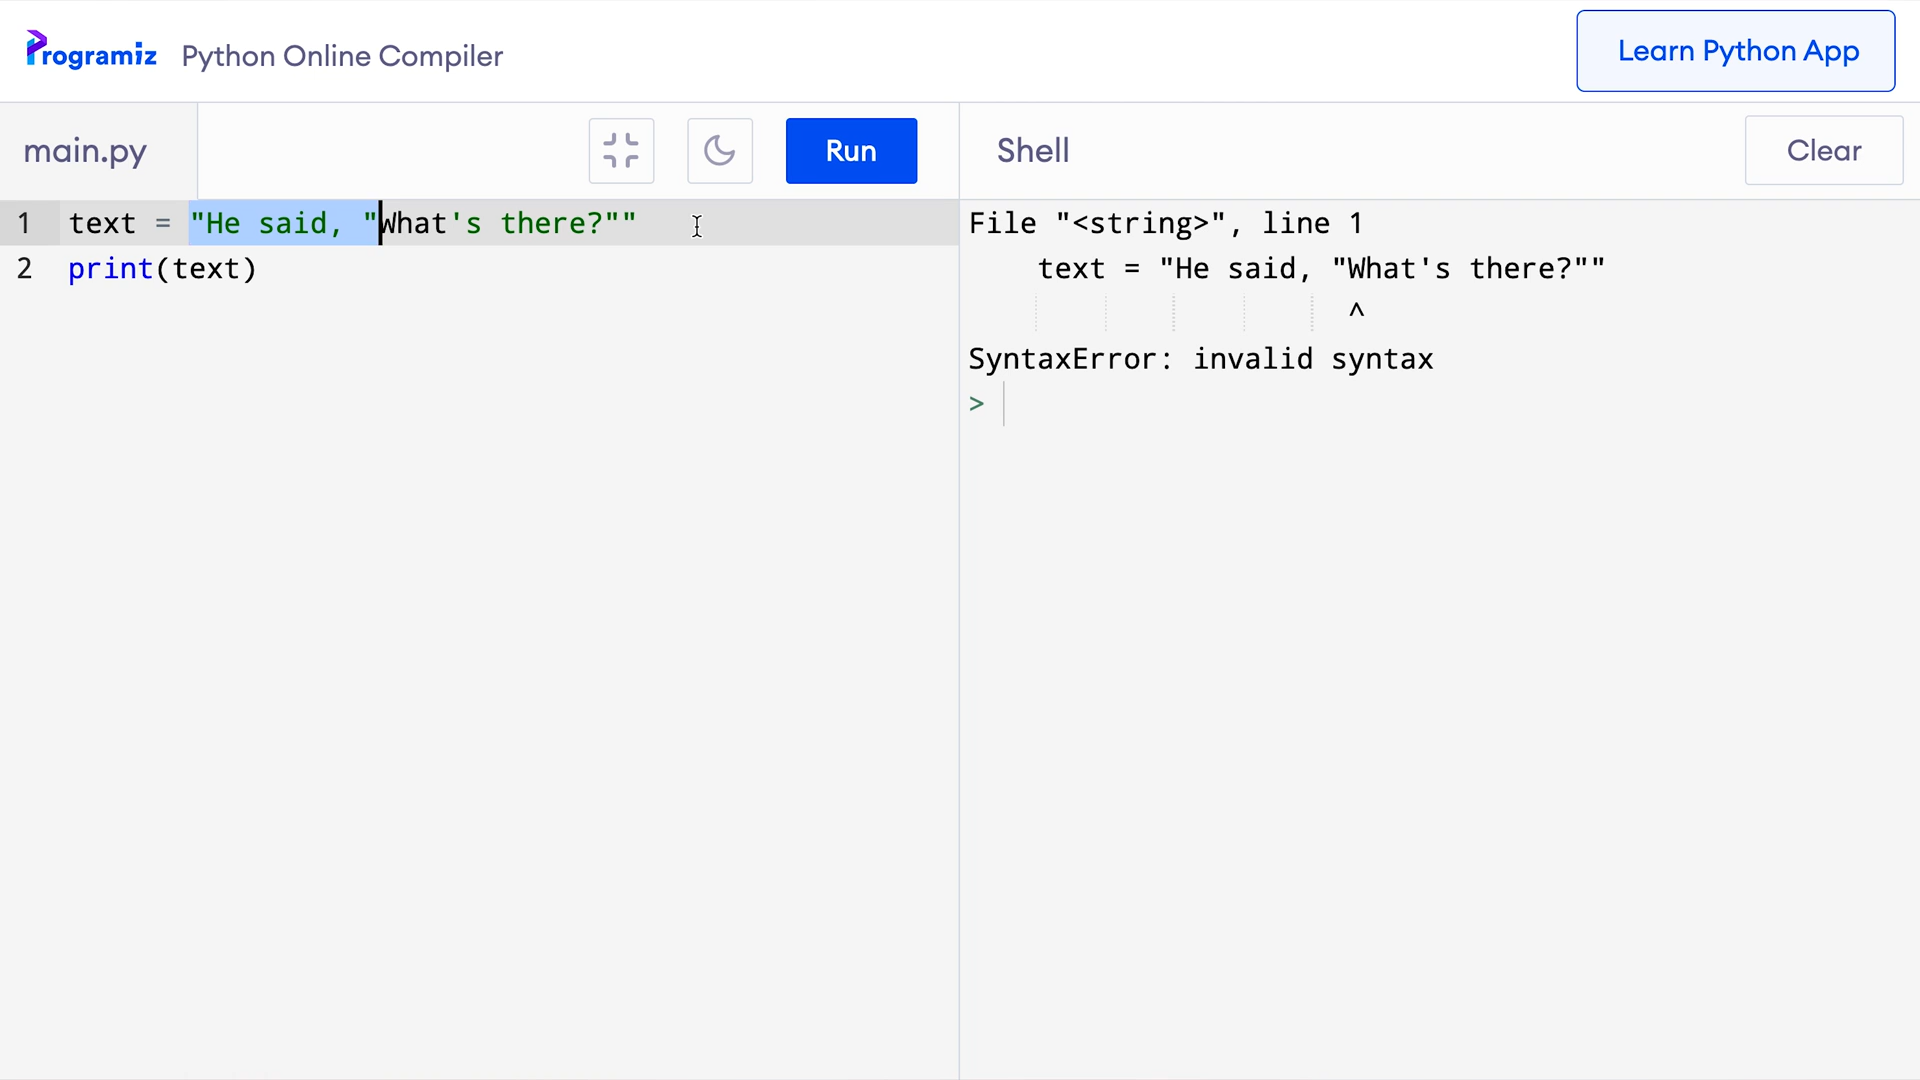 Programiz Python Online Compiler
Learn Python App
main.py
Run
Shell
Clear
1 text = "He said, "What's there?""
2 print(text)
File "<string>", line 1
    text = "He said, "What's there?""
                      ^
SyntaxError: invalid syntax
>